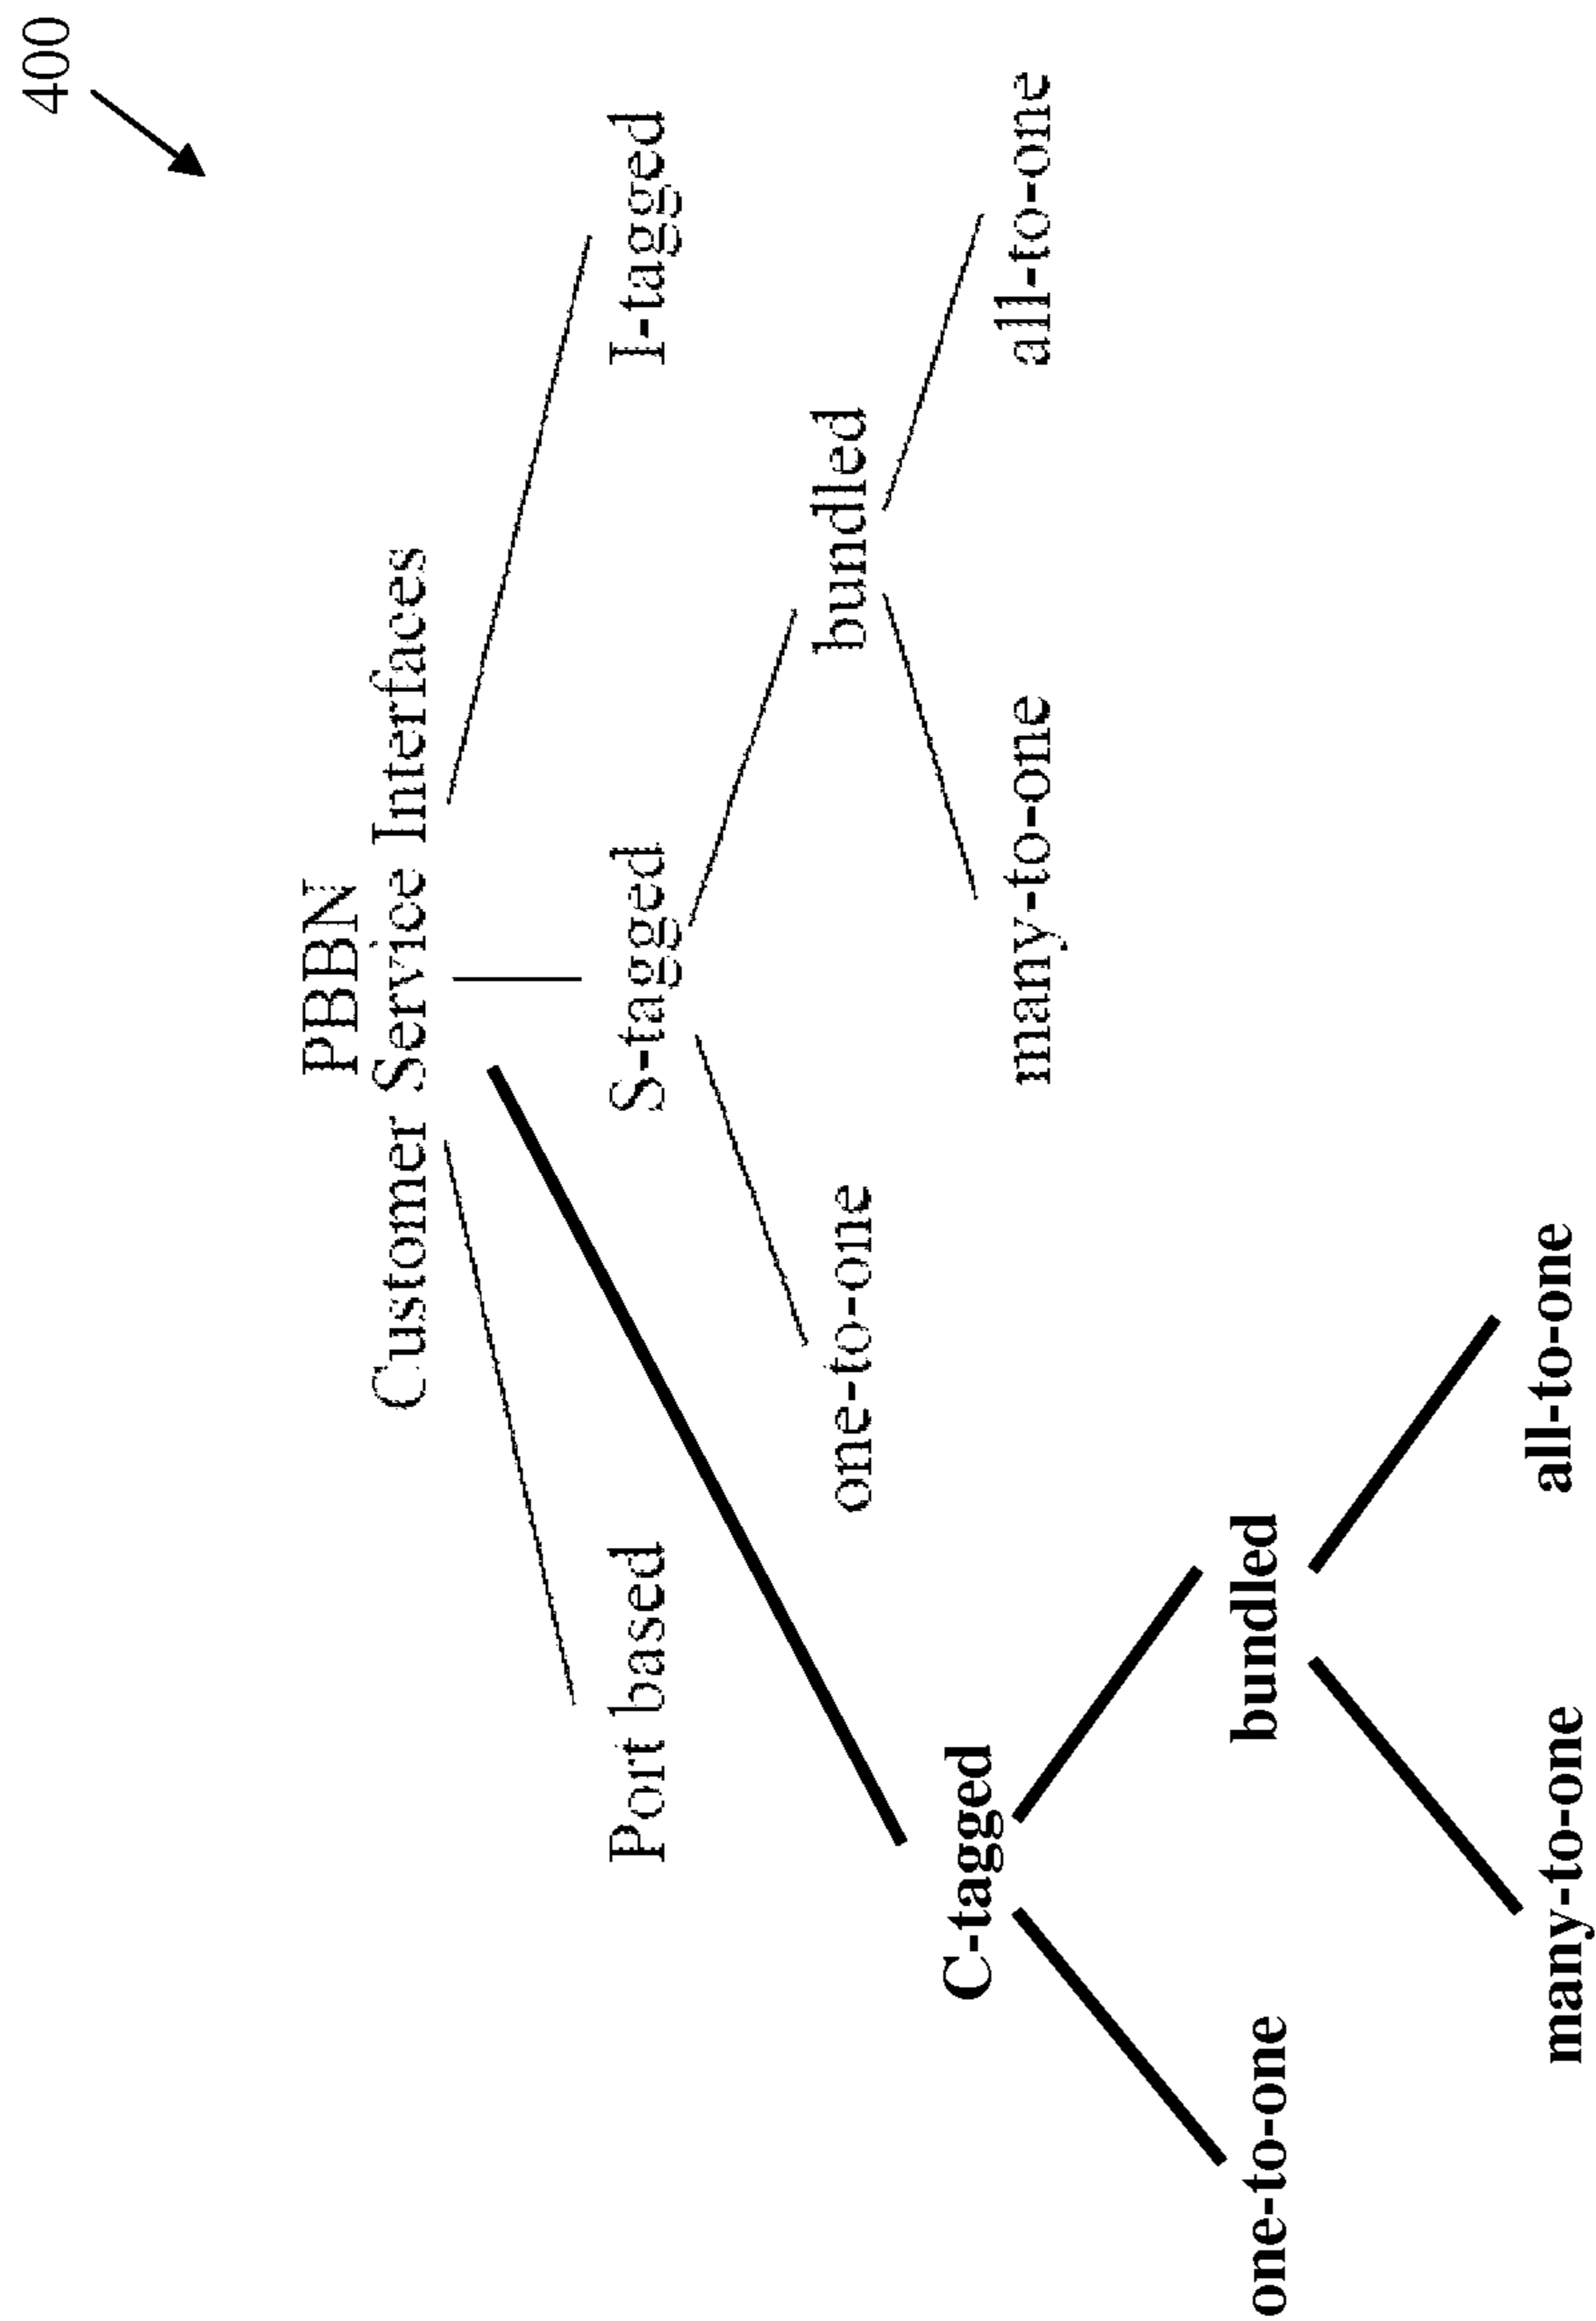 400
PBBN
Customer Service Interfaces
Port based
S-tagged
I-tagged
one-to-one
bundled
C-tagged
many-to-one
all-to-one
one-to-one
bundled
many-to-one
all-to-one